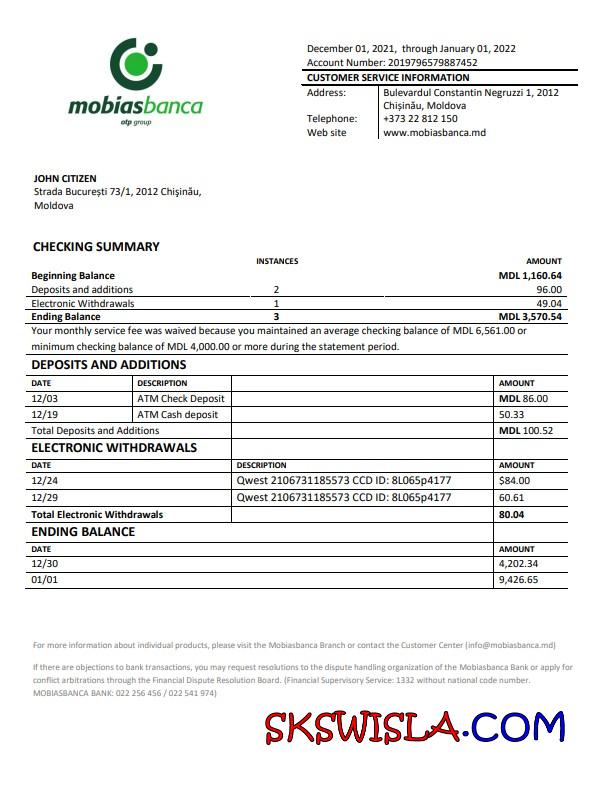 mobiasbanca
otp group
December 01, 2021, through January 01, 2022
Account Number: 2019796579887452
CUSTOMER SERVICE INFORMATION
Address: Bulevardul Constantin Negruzzi 1, 2012
Chișinău, Moldova
Telephone: +373 22 812 150
Web site www.mobiasbanca.md
JOHN CITIZEN
Strada București 73/1, 2012 Chişinău,
Moldova
CHECKING SUMMARY
INSTANCES AMOUNT
Beginning Balance MDL 1,160.64
Deposits and additions 2 96.00
Electronic Withdrawals 1 49.04
Ending Balance 3 MDL 3,570.54
Your monthly service fee was waived because you maintained an average checking balance of MDL 6,561.00 or
minimum checking balance of MDL 4,000.00 or more during the statement period.
DEPOSITS AND ADDITIONS
DATE DESCRIPTION AMOUNT
12/03 ATM Check Deposit MDL 86.00
12/19 ATM Cash deposit 50.33
Total Deposits and Additions MDL 100.52
ELECTRONIC WITHDRAWALS
DATE DESCRIPTION AMOUNT
12/24 Qwest 2106731185573 CCD ID: 8L065p4177 $84.00
12/29 Qwest 2106731185573 CCD ID: 8L065p4177 60.61
Total Electronic Withdrawals 80.04
ENDING BALANCE
DATE AMOUNT
12/30 4,202.34
01/01 9,426.65
For more information about individual products, please visit the Mobiasbanca Branch or contact the Customer Center (info@mobiasbanca.md)
If there are objections to bank transactions, you may request resolutions to the dispute handling organization of the Mobiasbanca Bank or apply for
conflict arbitrations through the Financial Dispute Resolution Board. (Financial Supervisory Service: 1332 without national code number.
MOBIASBANCA BANK: 022 256 456 / 022 541 974)
SKSWISLA.COM